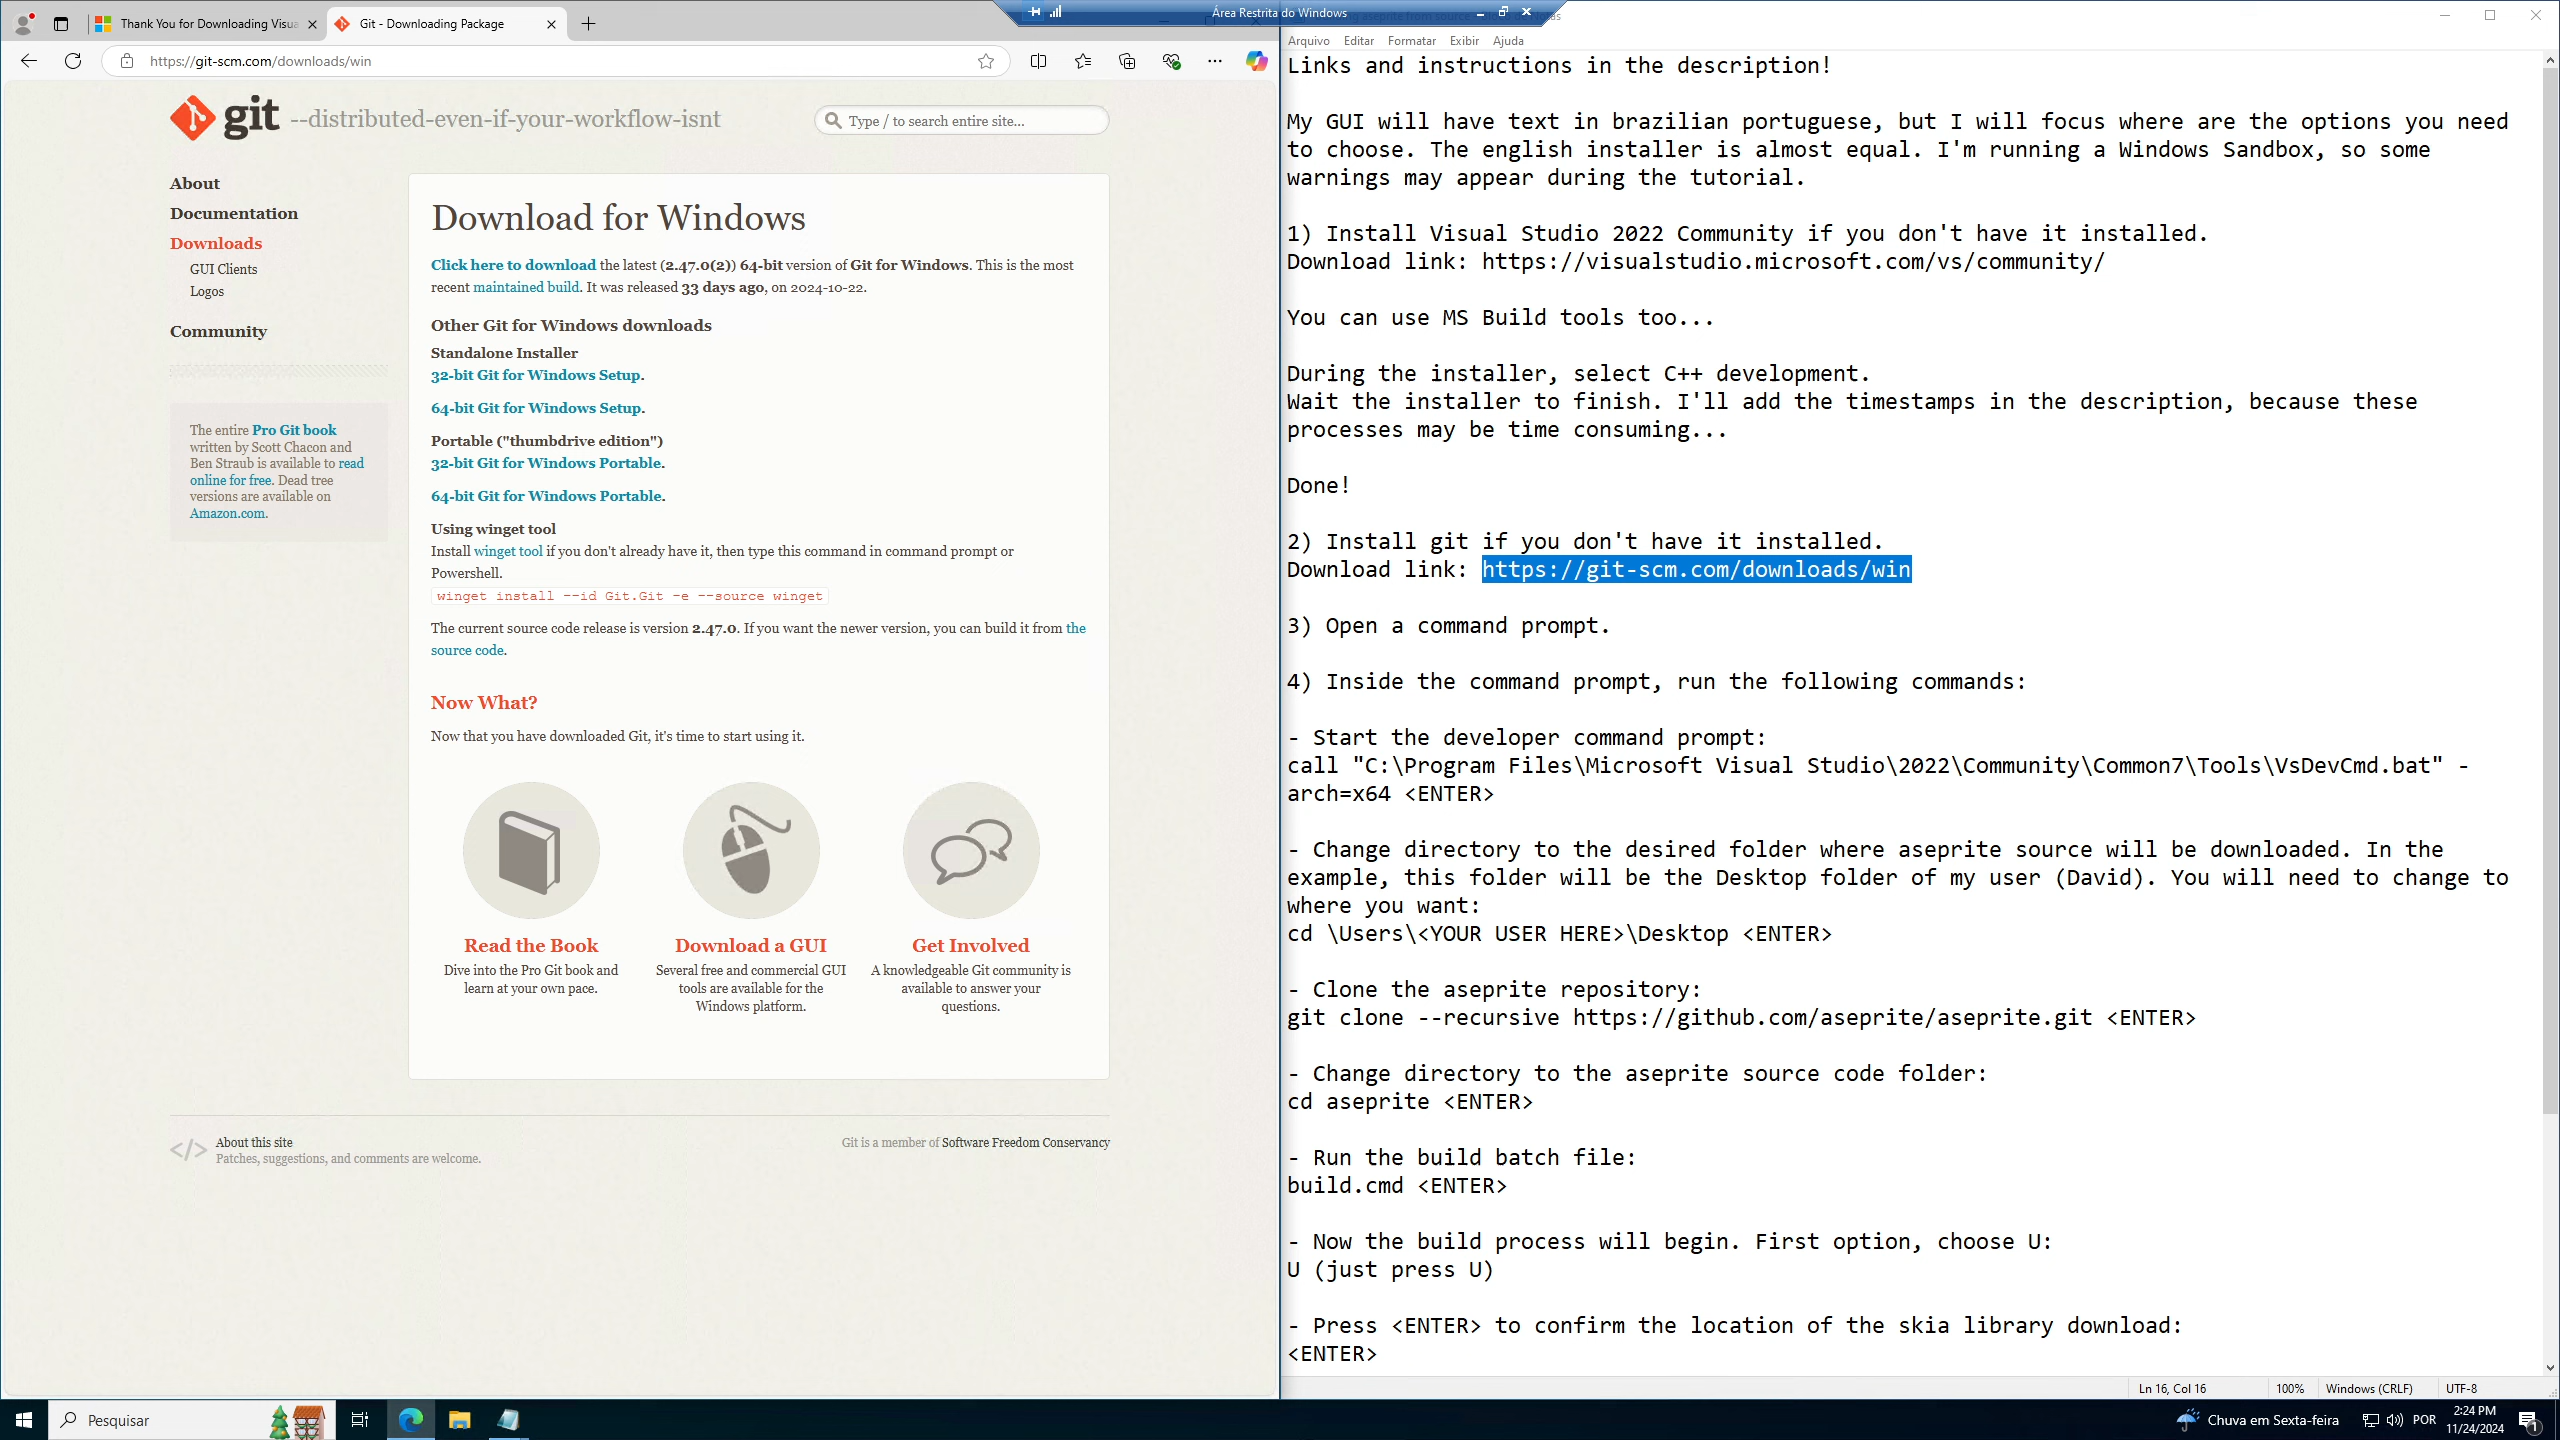 Thank You for Downloading Visua
Git - Downloading Package
https://git-scm.com/downloads/win
git --distributed-even-if-your-workflow-isnt
Type / to search entire site...
About
Documentation
Downloads
GUI Clients
Logos
Community
The entire Pro Git book
written by Scott Chacon and
Ben Straub is available to read
online for free. Dead tree
versions are available on
Amazon.com.
Download for Windows
Click here to download the latest (2.47.0(2)) 64-bit version of Git for Windows. This is the most
recent maintained build. It was released 33 days ago, on 2024-10-22.
Other Git for Windows downloads
Standalone Installer
32-bit Git for Windows Setup.
64-bit Git for Windows Setup.
Portable ("thumbdrive edition")
32-bit Git for Windows Portable.
64-bit Git for Windows Portable.
Using winget tool
Install winget tool if you don't already have it, then type this command in command prompt or
Powershell.
winget install --id Git.Git -e --source winget
The current source code release is version 2.47.0. If you want the newer version, you can build it from the
source code.
Now What?
Now that you have downloaded Git, it's time to start using it.
Read the Book
Dive into the Pro Git book and
learn at your own pace.
Download a GUI
Several free and commercial GUI
tools are available for the
Windows platform.
Get Involved
A knowledgeable Git community is
available to answer your
questions.
</> About this site
Patches, suggestions, and comments are welcome.
Git is a member of Software Freedom Conservancy
Área Restrita do Windows
Arquivo Editar Formatar Exibir Ajuda
Links and instructions in the description!
My GUI will have text in brazilian portuguese, but I will focus where are the options you need
to choose. The english installer is almost equal. I'm running a Windows Sandbox, so some
warnings may appear during the tutorial.
1) Install Visual Studio 2022 Community if you don't have it installed.
Download link: https://visualstudio.microsoft.com/vs/community/
You can use MS Build tools too...
During the installer, select C++ development.
Wait the installer to finish. I'll add the timestamps in the description, because these
processes may be time consuming...
Done!
2) Install git if you don't have it installed.
Download link: https://git-scm.com/downloads/win
3) Open a command prompt.
4) Inside the command prompt, run the following commands:
- Start the developer command prompt:
call "C:\Program Files\Microsoft Visual Studio\2022\Community\Common7\Tools\VsDevCmd.bat" -
arch=x64 <ENTER>
- Change directory to the desired folder where aseprite source will be downloaded. In the
example, this folder will be the Desktop folder of my user (David). You will need to change to
where you want:
cd \Users\<YOUR USER HERE>\Desktop <ENTER>
- Clone the aseprite repository:
git clone --recursive https://github.com/aseprite/aseprite.git <ENTER>
- Change directory to the aseprite source code folder:
cd aseprite <ENTER>
- Run the build batch file:
build.cmd <ENTER>
- Now the build process will begin. First option, choose U:
U (just press U)
- Press <ENTER> to confirm the location of the skia library download:
<ENTER>
Ln 16, Col 16
100%
Windows (CRLF)
UTF-8
Pesquisar
Chuva em Sexta-feira
POR
2:24 PM
11/24/2024
1